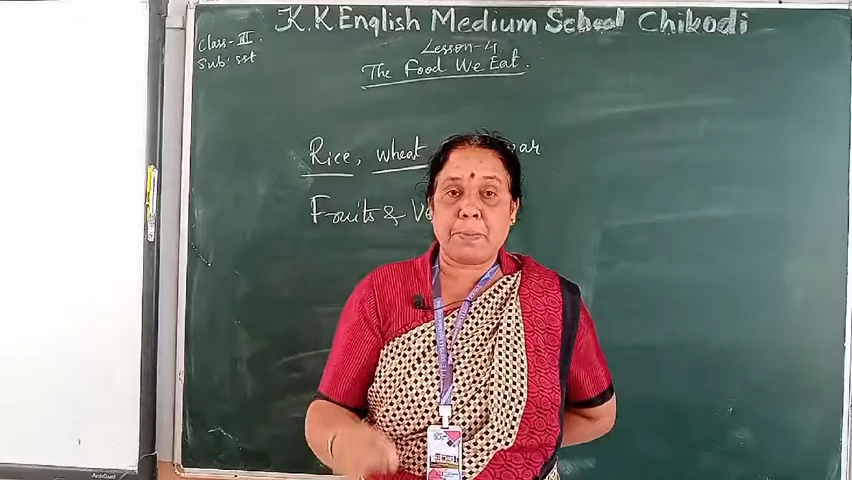 K.K English Medium School Chikodi
Class - III.
Lesson - 4
Sub: sst
The Food We Eat.
Rice, wheat
Fruits &